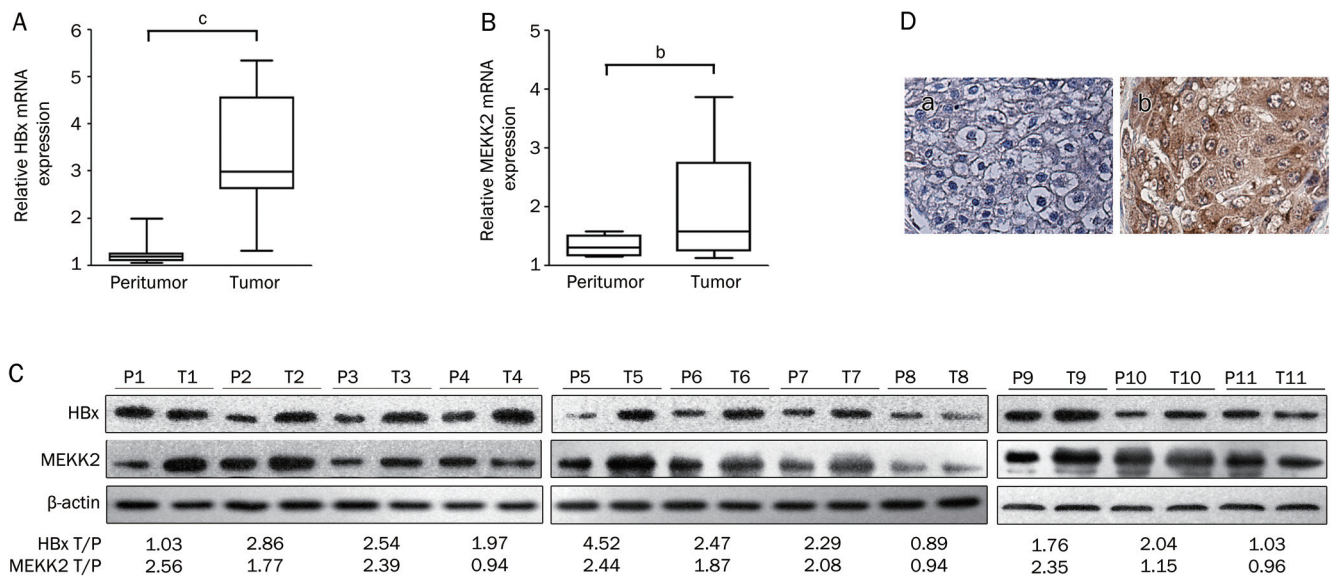 A
c
6
5
4
3
2
1
Relative HBx mRNA
expression
Peritumor Tumor
B
b
5
4
3
2
1
Relative MEKK2 mRNA
expression
Peritumor Tumor
D
a
b
C
P1 T1 P2 T2 P3 T3 P4 T4 P5 T5 P6 T6 P7 T7 P8 T8 P9 T9 P10 T10 P11 T11
HBx
MEKK2
β-actin
HBx T/P 1.03 2.86 2.54 1.97 4.52 2.47 2.29 0.89 1.76 2.04 1.03
MEKK2 T/P 2.56 1.77 2.39 0.94 2.44 1.87 2.08 0.94 2.35 1.15 0.96